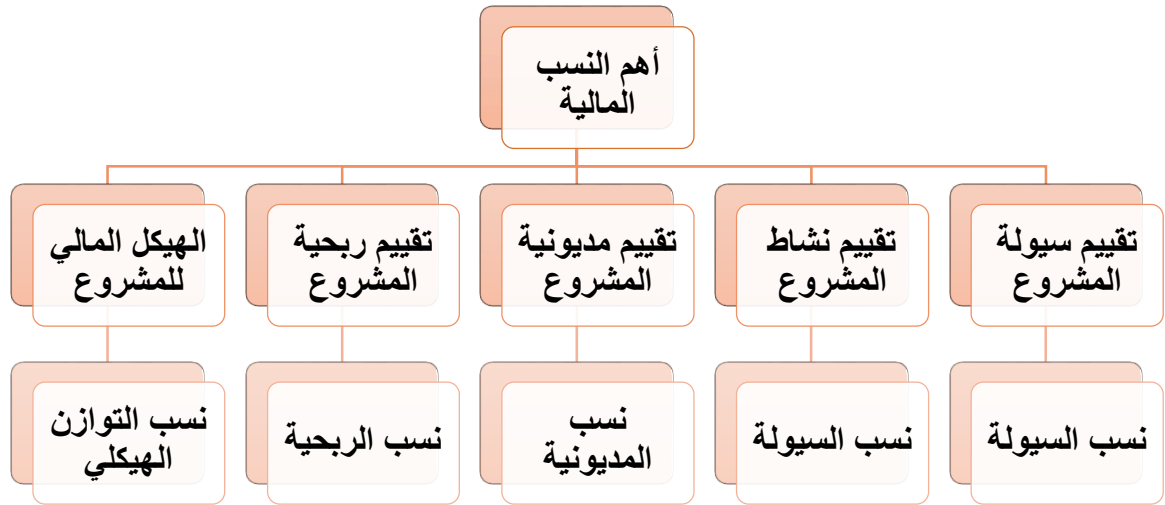 أهم النسب
المالية
تقييم سيولة
المشروع
تقييم نشاط
المشروع
تقييم مديونية
المشروع
تقييم ربحية
المشروع
الهيكل المالي
للمشروع
نسب السيولة
نسب السيولة
نسب
المديونية
نسب الربحية
نسب التوازن
الهيكلي